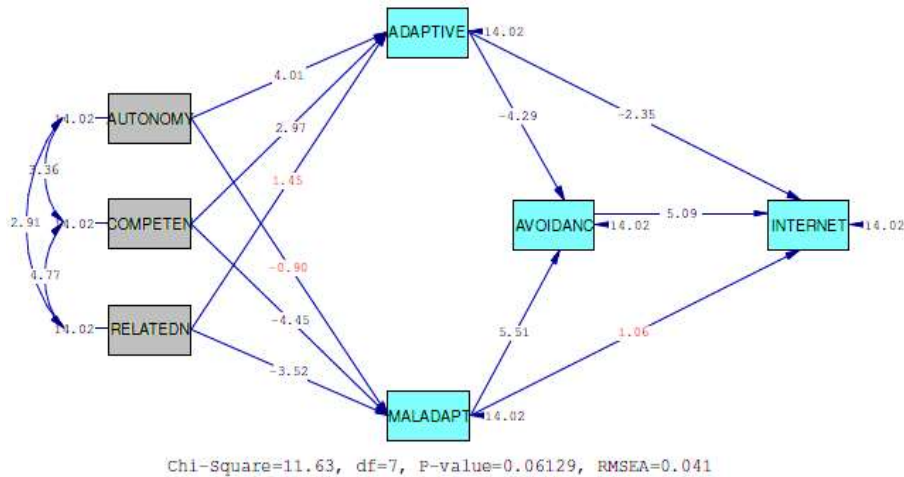 ADAPTIVE
14.02
4.01
14.02
AUTONOMY
2.97
-4.29
-2.35
3.36
1.45
2.91
14.02
COMPETEN
AVOIDANC
5.09
14.02
INTERNET
14.02
4.77
-0.90
-4.45
14.02
RELATEDN
5.51
1.06
-3.52
MALADAPT
14.02
Chi-Square=11.63, df=7, P-value=0.06129, RMSEA=0.041